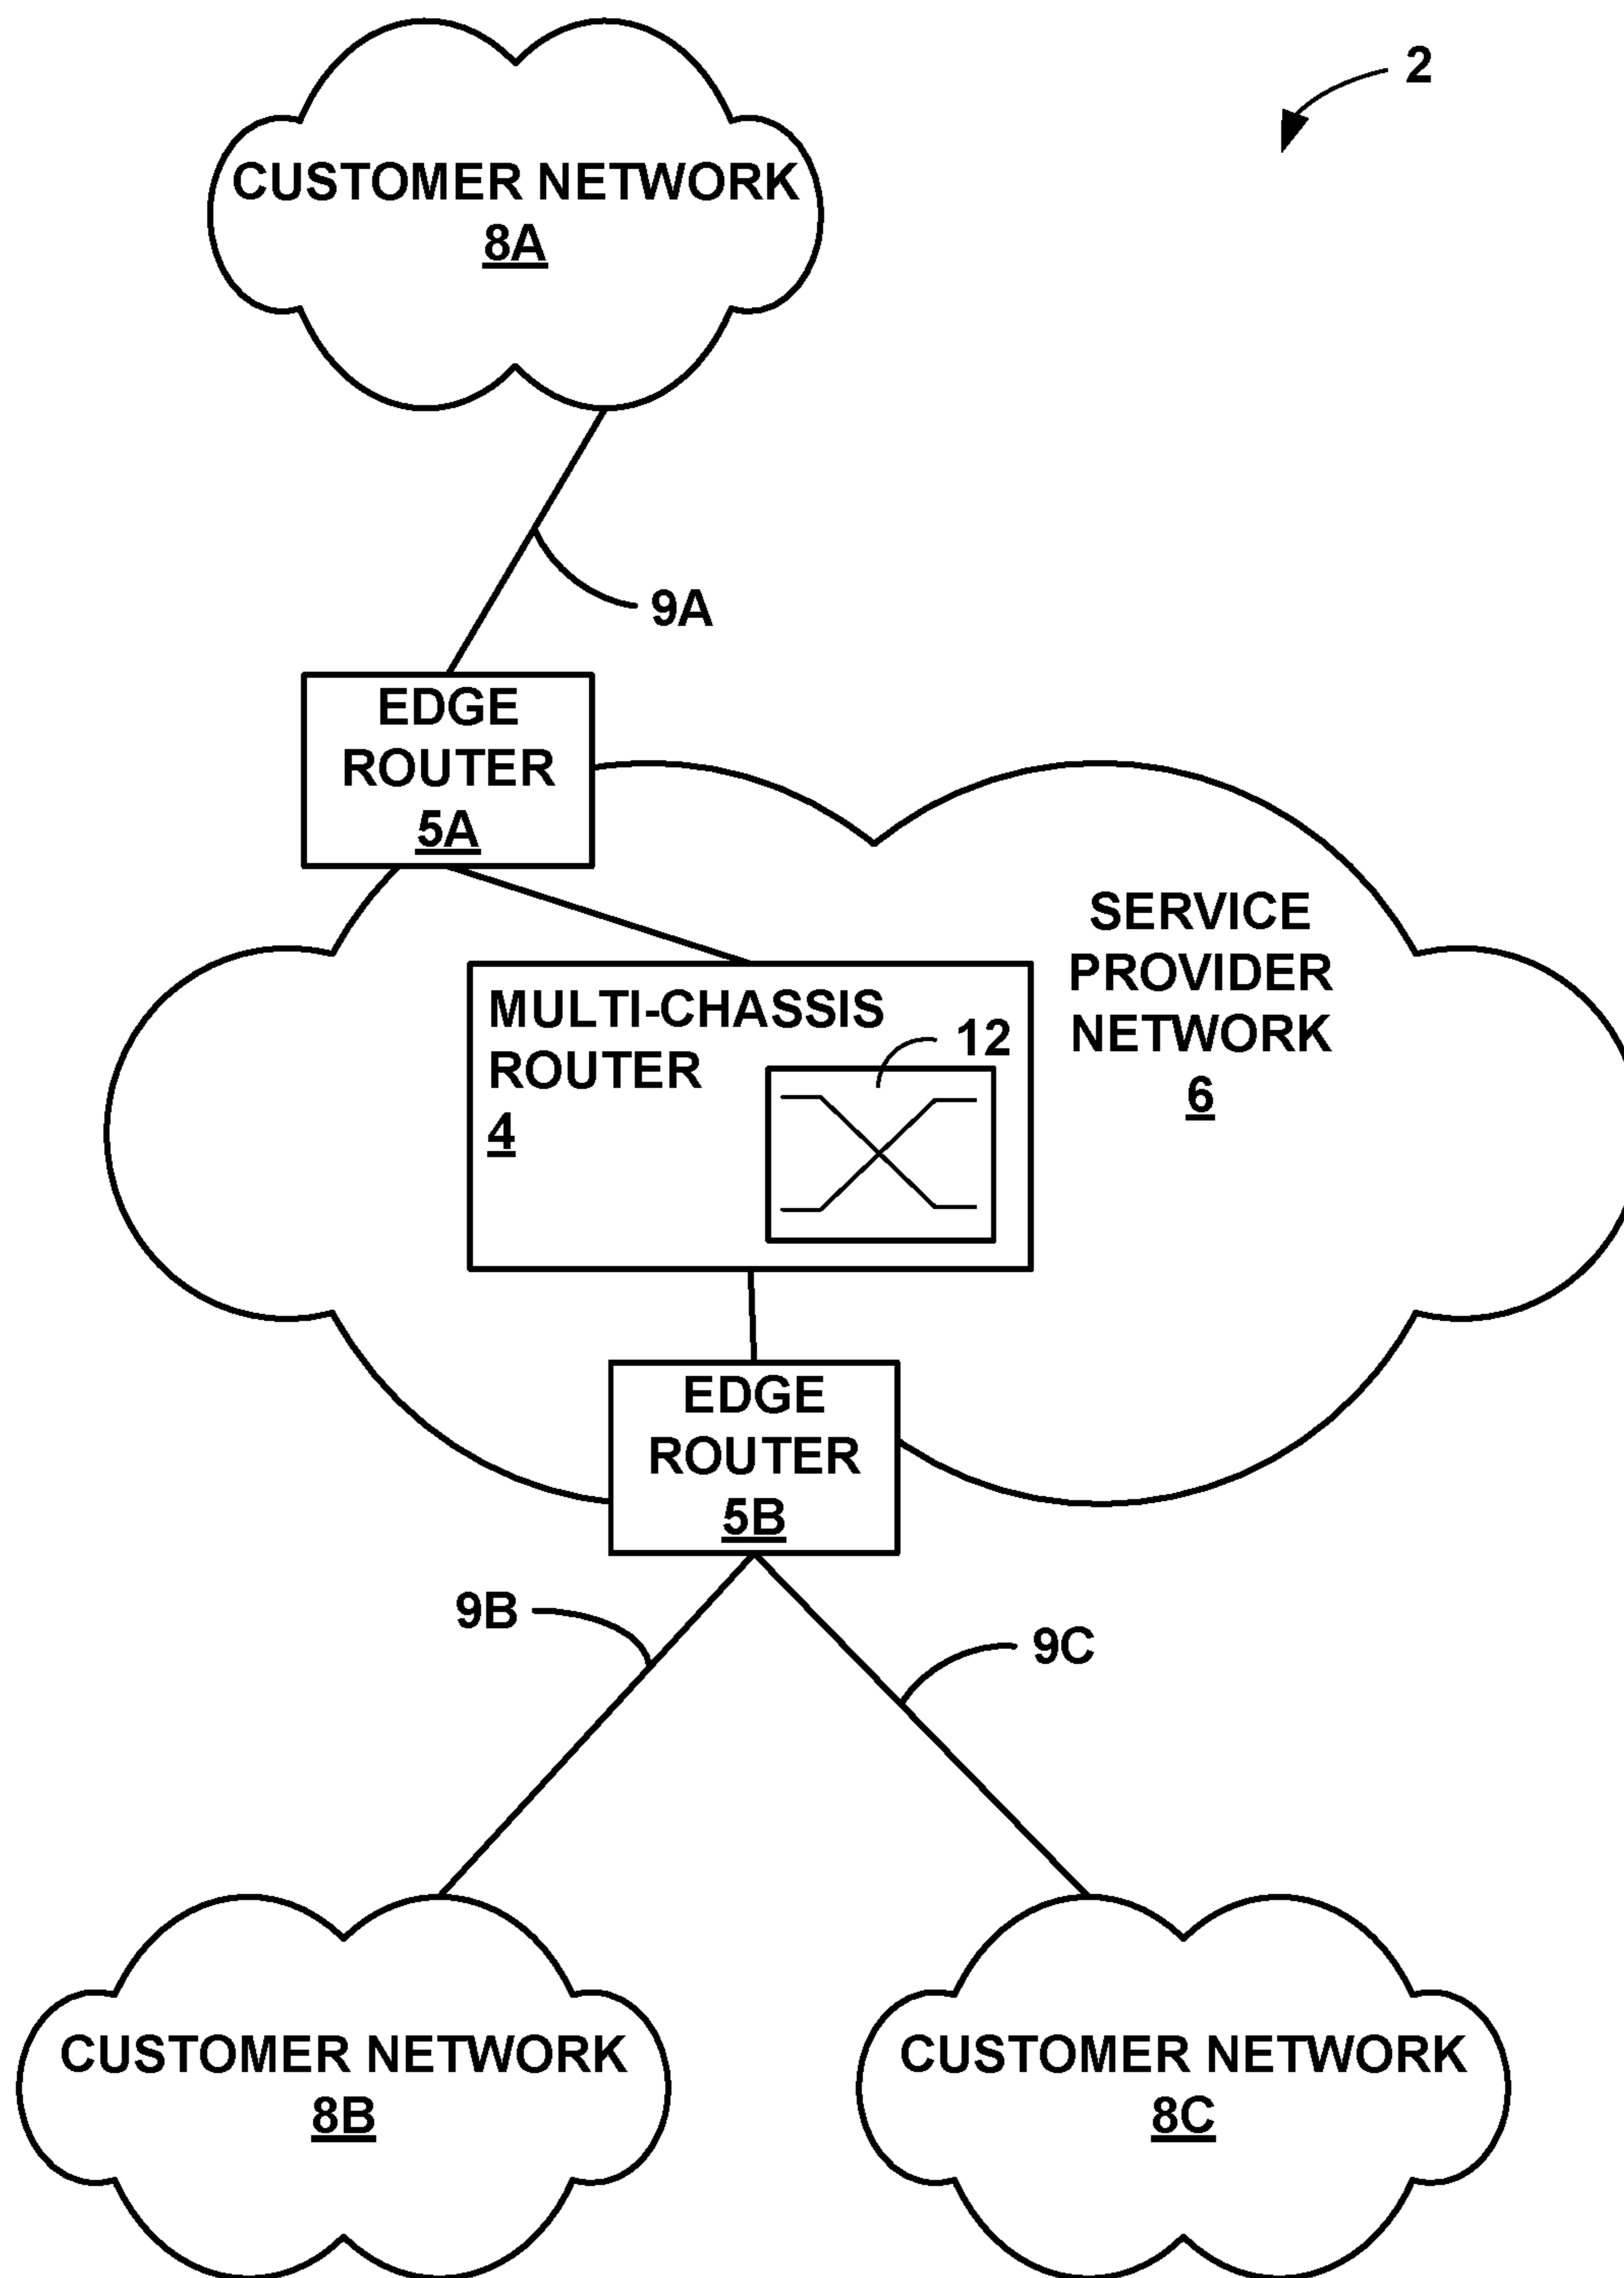 2
CUSTOMER NETWORK
8A
9A
EDGE
ROUTER
5A
SERVICE
PROVIDER
NETWORK
6
MULTI-CHASSIS
ROUTER
4
12
EDGE
ROUTER
5B
9B
9C
CUSTOMER NETWORK
8B
CUSTOMER NETWORK
8C